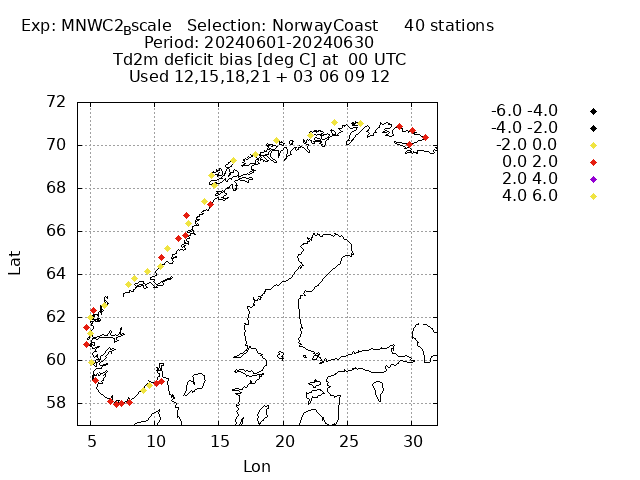 Exp: MNWC2Bscale   Selection: NorwayCoast     40 stations
Period: 20240601-20240630
Td2m deficit bias [deg C] at  00 UTC
Used 12,15,18,21 + 03 06 09 12
-6.0 -4.0
-4.0 -2.0
-2.0 0.0
0.0 2.0
2.0 4.0
4.0 6.0
72
70
68
66
64
62
60
58
Lat
5 10 15 20 25 30
Lon